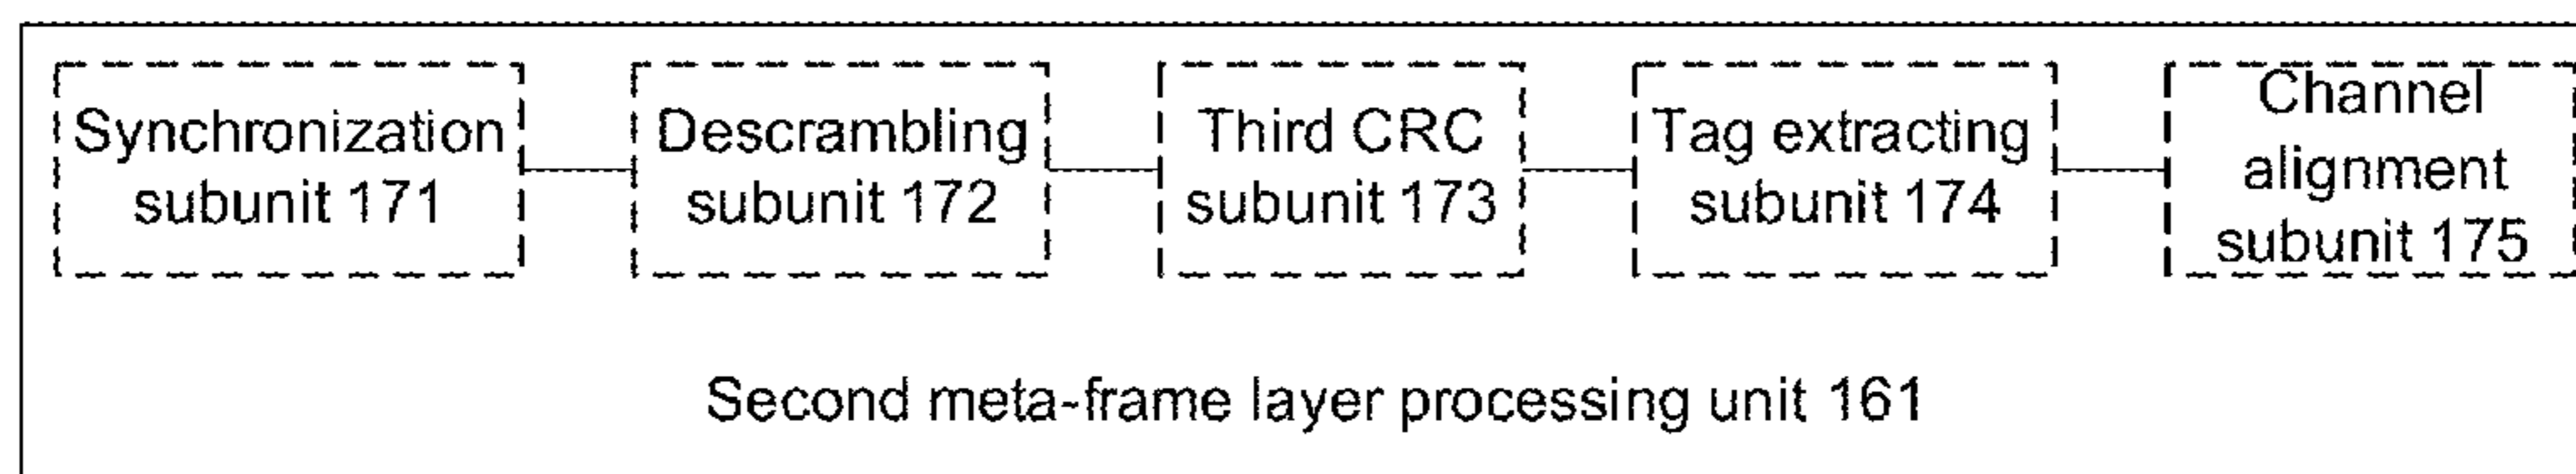 Synchronization
subunit 171
Descrambling
subunit 172
Third CRC
subunit 173
Tag extracting
subunit 174
Channel
alignment
subunit 175
Second meta-frame layer processing unit 161